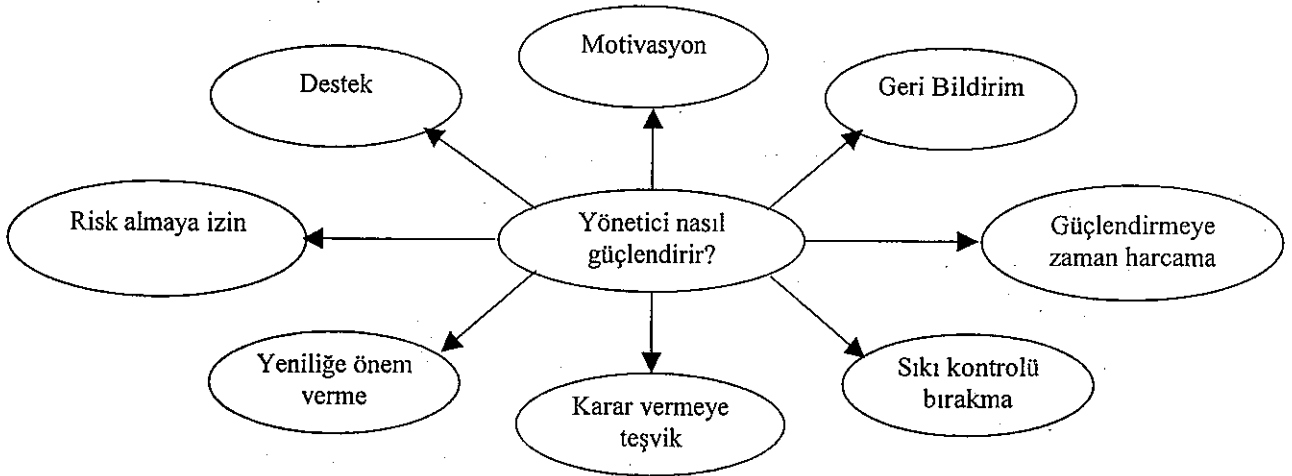 Motivasyon
Destek
Geri Bildirim
Risk almaya izin
Yönetici nasıl
güçlendirir?
Güçlendirmeye
zaman harcama
Yeniliğe önem
verme
Karar vermeye
teşvik
Sıkı kontrolü
bırakma